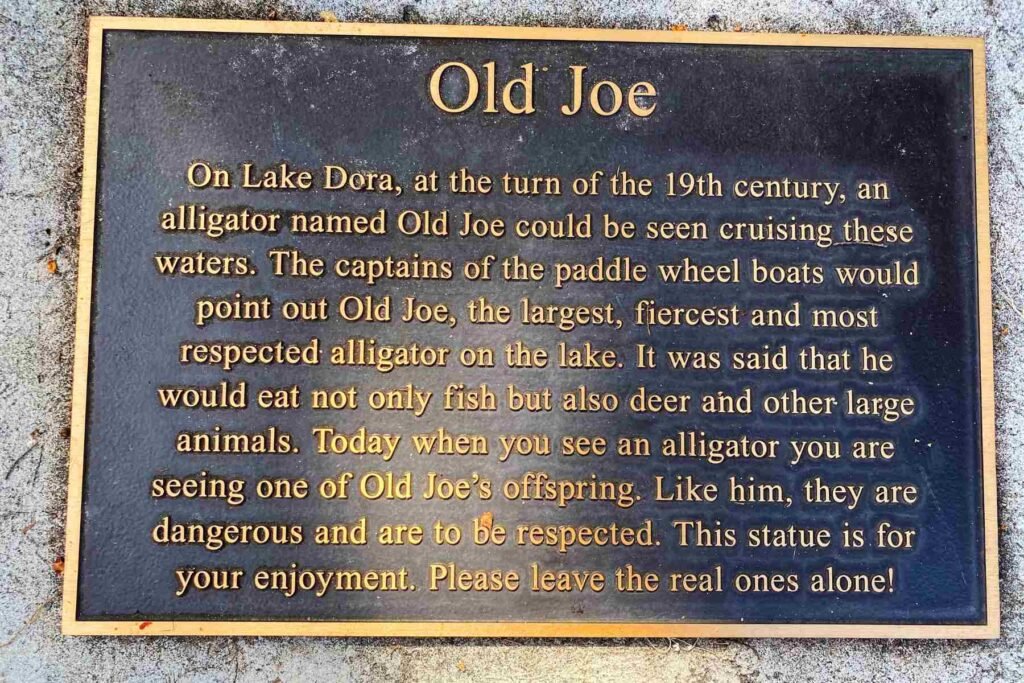 Old Joe
On Lake Dora, at the turn of the 19th century, an
alligator named Old Joe could be seen cruising these
waters. The captains of the paddle wheel boats would
point out Old Joe, the largest, fiercest and most
respected alligator on the lake. It was said that he
would eat not only fish but also deer and other large
animals. Today when you see an alligator you are
seeing one of Old Joe's offspring. Like him, they are
dangerous and are to be respected. This statue is for
your enjoyment. Please leave the real ones alone!